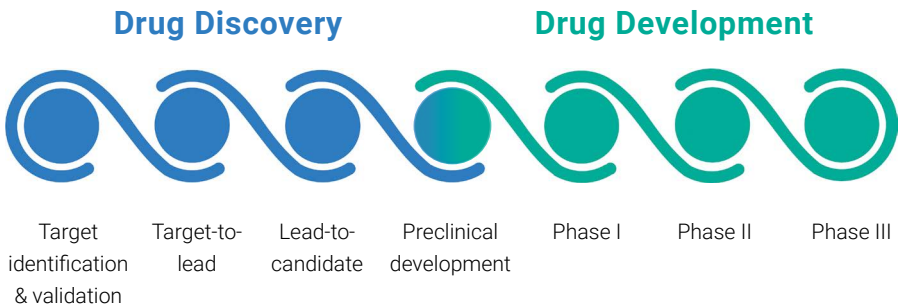 Drug Discovery
Drug Development
Target
identification
& validation
Target-to-
lead
Lead-to-
candidate
Preclinical
development
Phase I
Phase II
Phase III